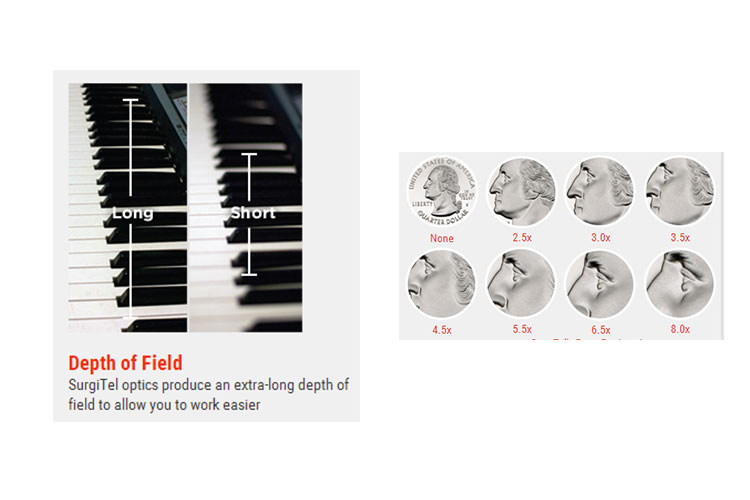 Long
Short
Depth of Field
SurgiTel optics produce an extra-long depth of
field to allow you to work easier
UNITED STATES OF AMERICA
LIBERTY
IN
GOD WE
TRUST
QUARTER DOLLAR
None
2.5x
3.0x
3.5x
4.5x
5.5x
6.5x
8.0x